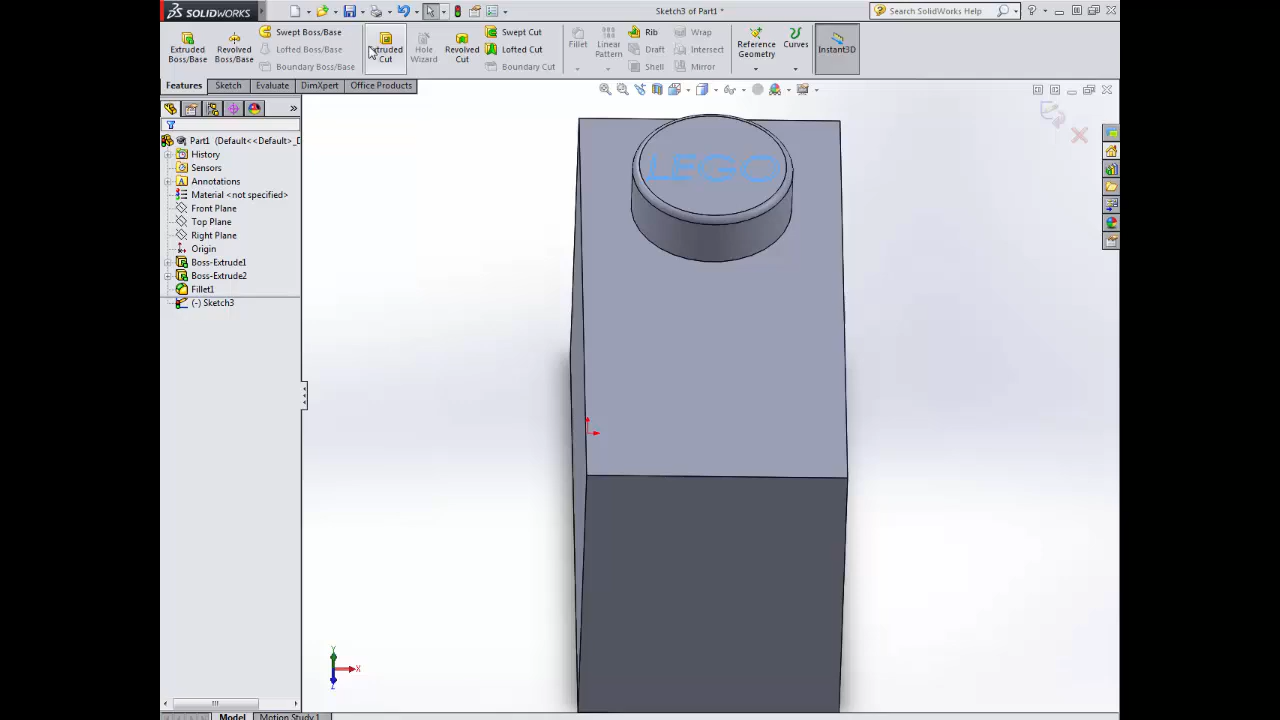 SOLIDWORKS
Sketch3 of Part1 *
Search SolidWorks Help
Extruded Boss/Base
Revolved Boss/Base
Swept Boss/Base
Lofted Boss/Base
Boundary Boss/Base
Extruded Cut
Hole Wizard
Revolved Cut
Swept Cut
Lofted Cut
Boundary Cut
Fillet
Linear Pattern
Rib
Draft
Shell
Wrap
Intersect
Mirror
Reference Geometry
Curves
Instant3D
Features
Sketch
Evaluate
DimXpert
Office Products
Part1 (Default<<Default>_D
History
Sensors
Annotations
Material <not specified>
Front Plane
Top Plane
Right Plane
Origin
Boss-Extrude1
Boss-Extrude2
Fillet1
(-) Sketch3
LEGO
Y
X
Z
Model
Motion Study 1